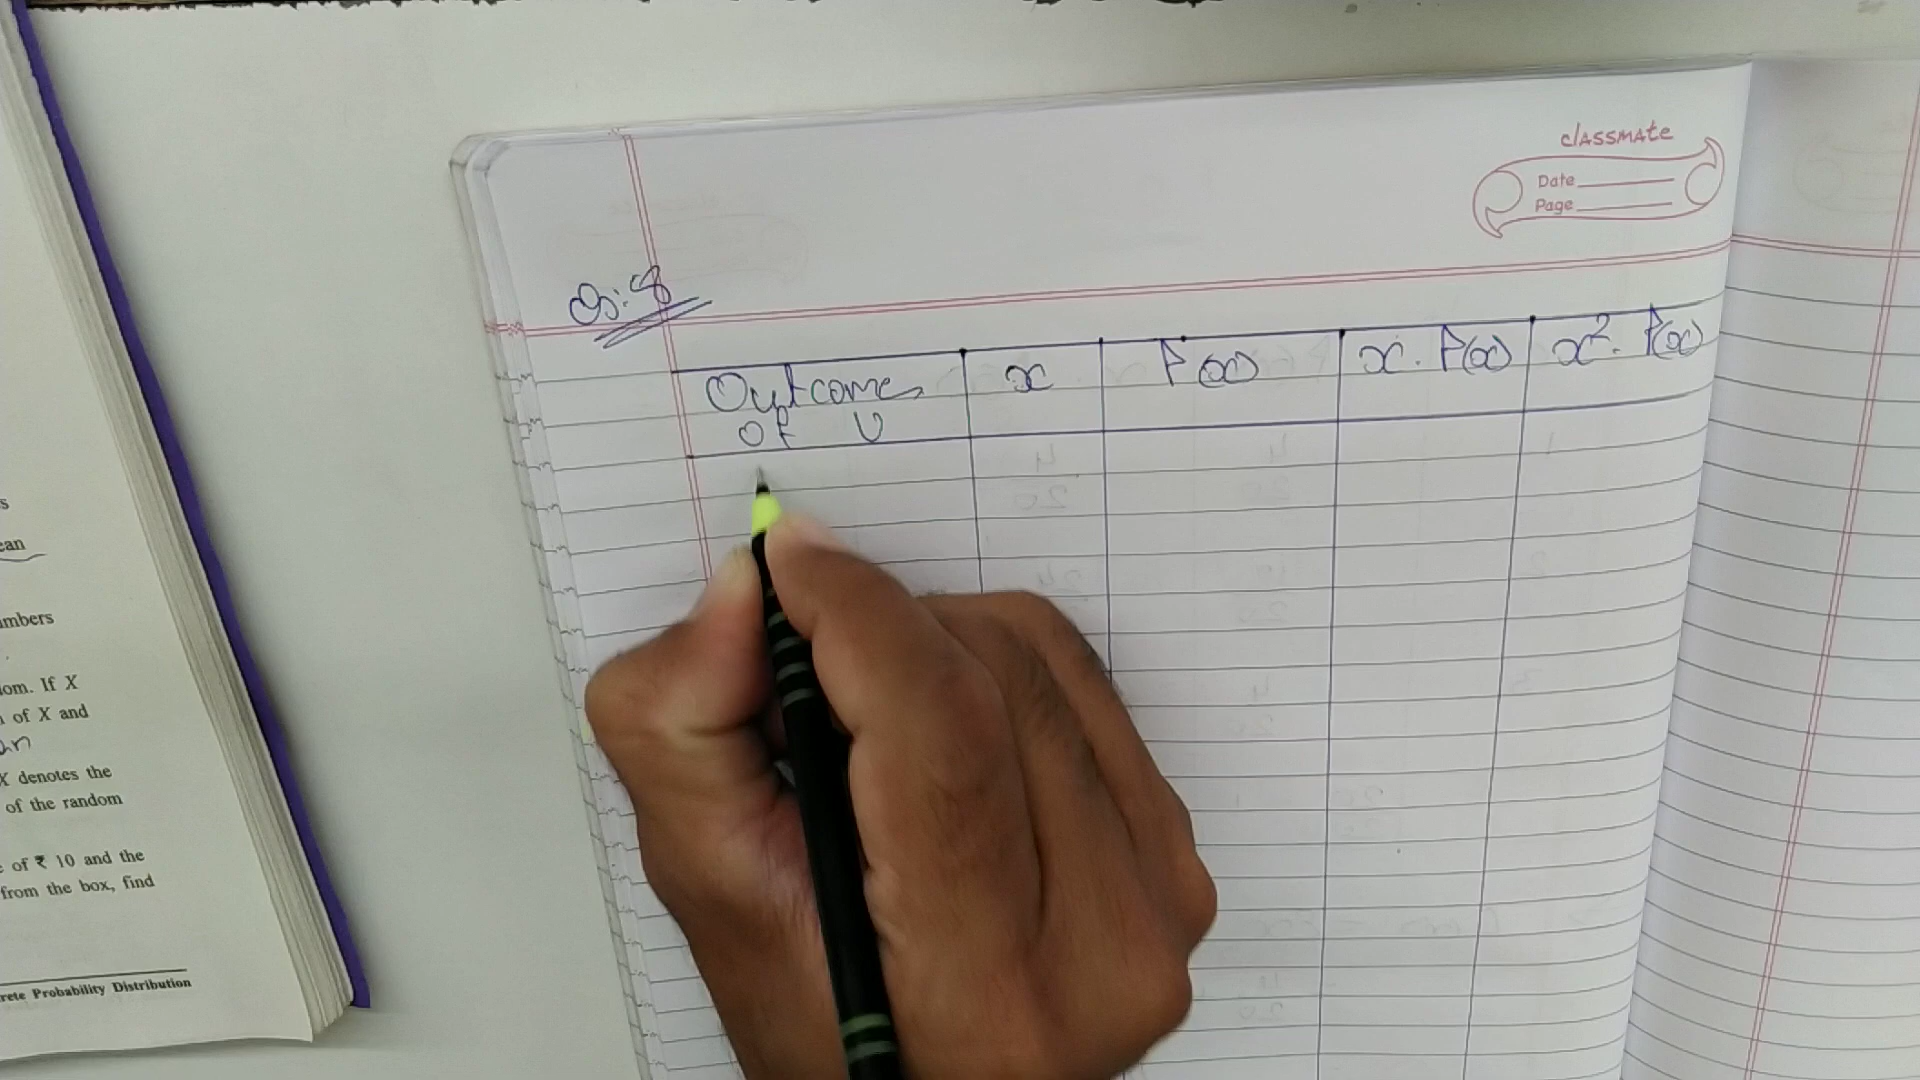 s
ean
umbers
om. If X
of X and
X denotes the
of the random
of ₹ 10 and the
from the box, find
rete Probability Distribution
classmate
Date
Page
Q: 8
Outcomes x P(x) x. P(x) x². P(x)
of U